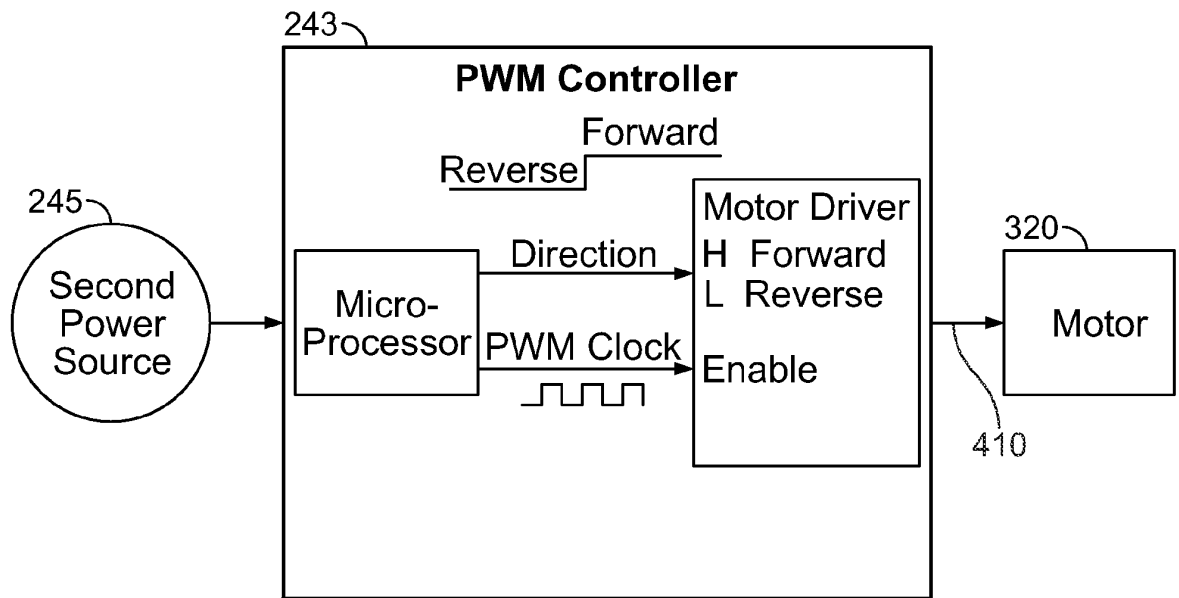 243
PWM Controller
Forward
Reverse
245
Second
Power
Source
Micro-
Processor
Direction
PWM Clock
Motor Driver
H Forward
L Reverse
Enable
320
Motor
410